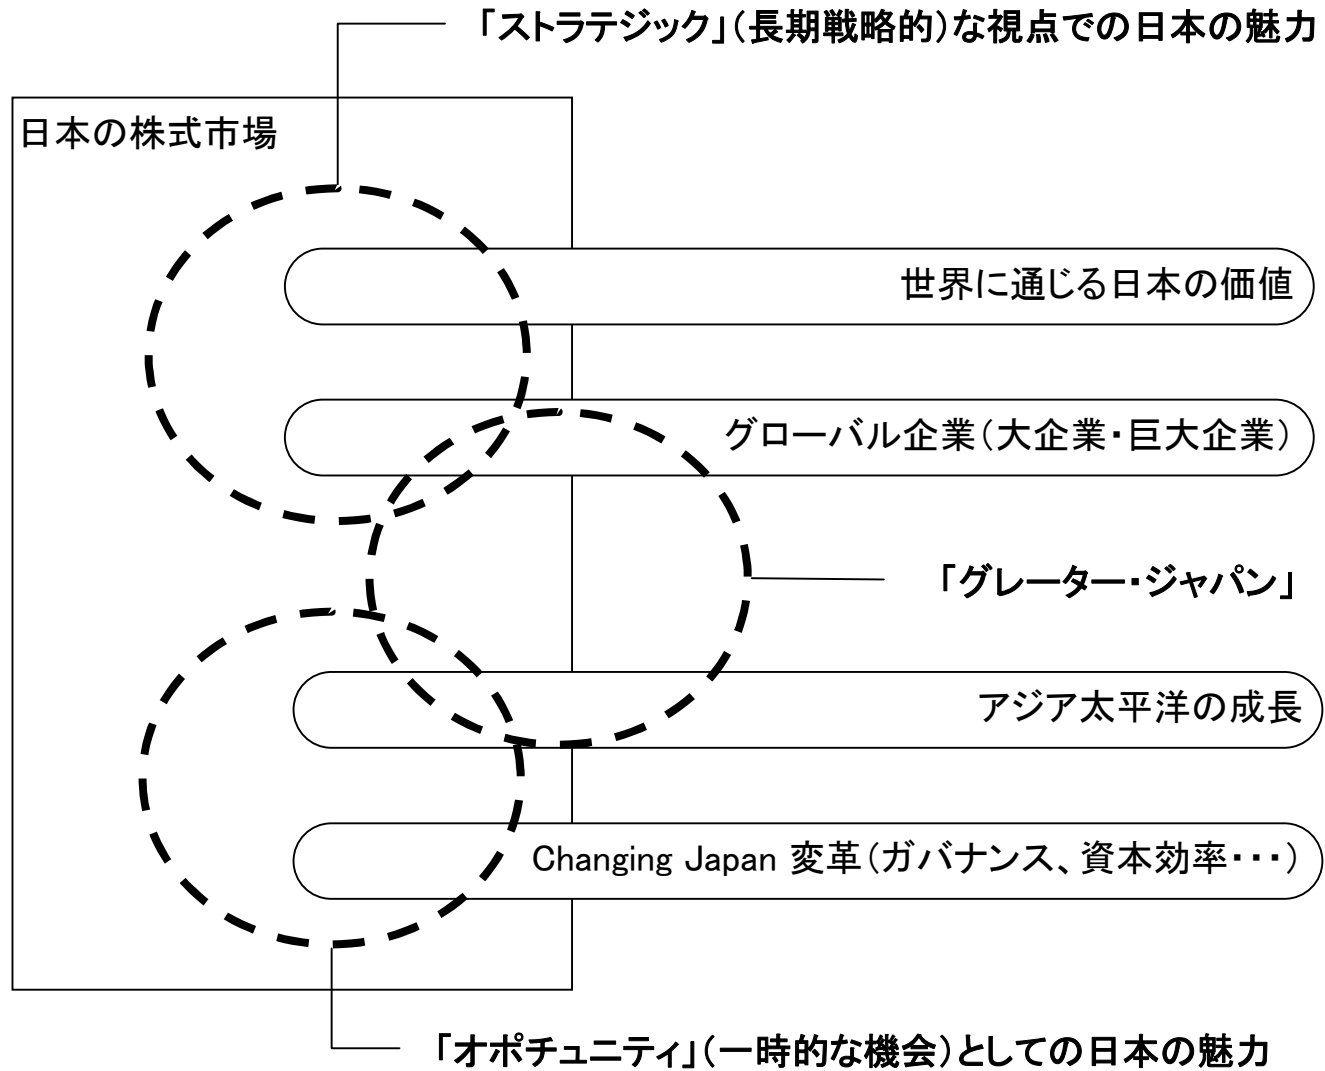 「ストラテジック」（長期戦略的）な視点での日本の魅力
日本の株式市場
世界に通じる日本の価値
グローバル企業（大企業・巨大企業）
「グレーター・ジャパン」
アジア太平洋の成長
Changing Japan 変革（ガバナンス、資本効率・・・）
「オポチュニティ」（一時的な機会）としての日本の魅力